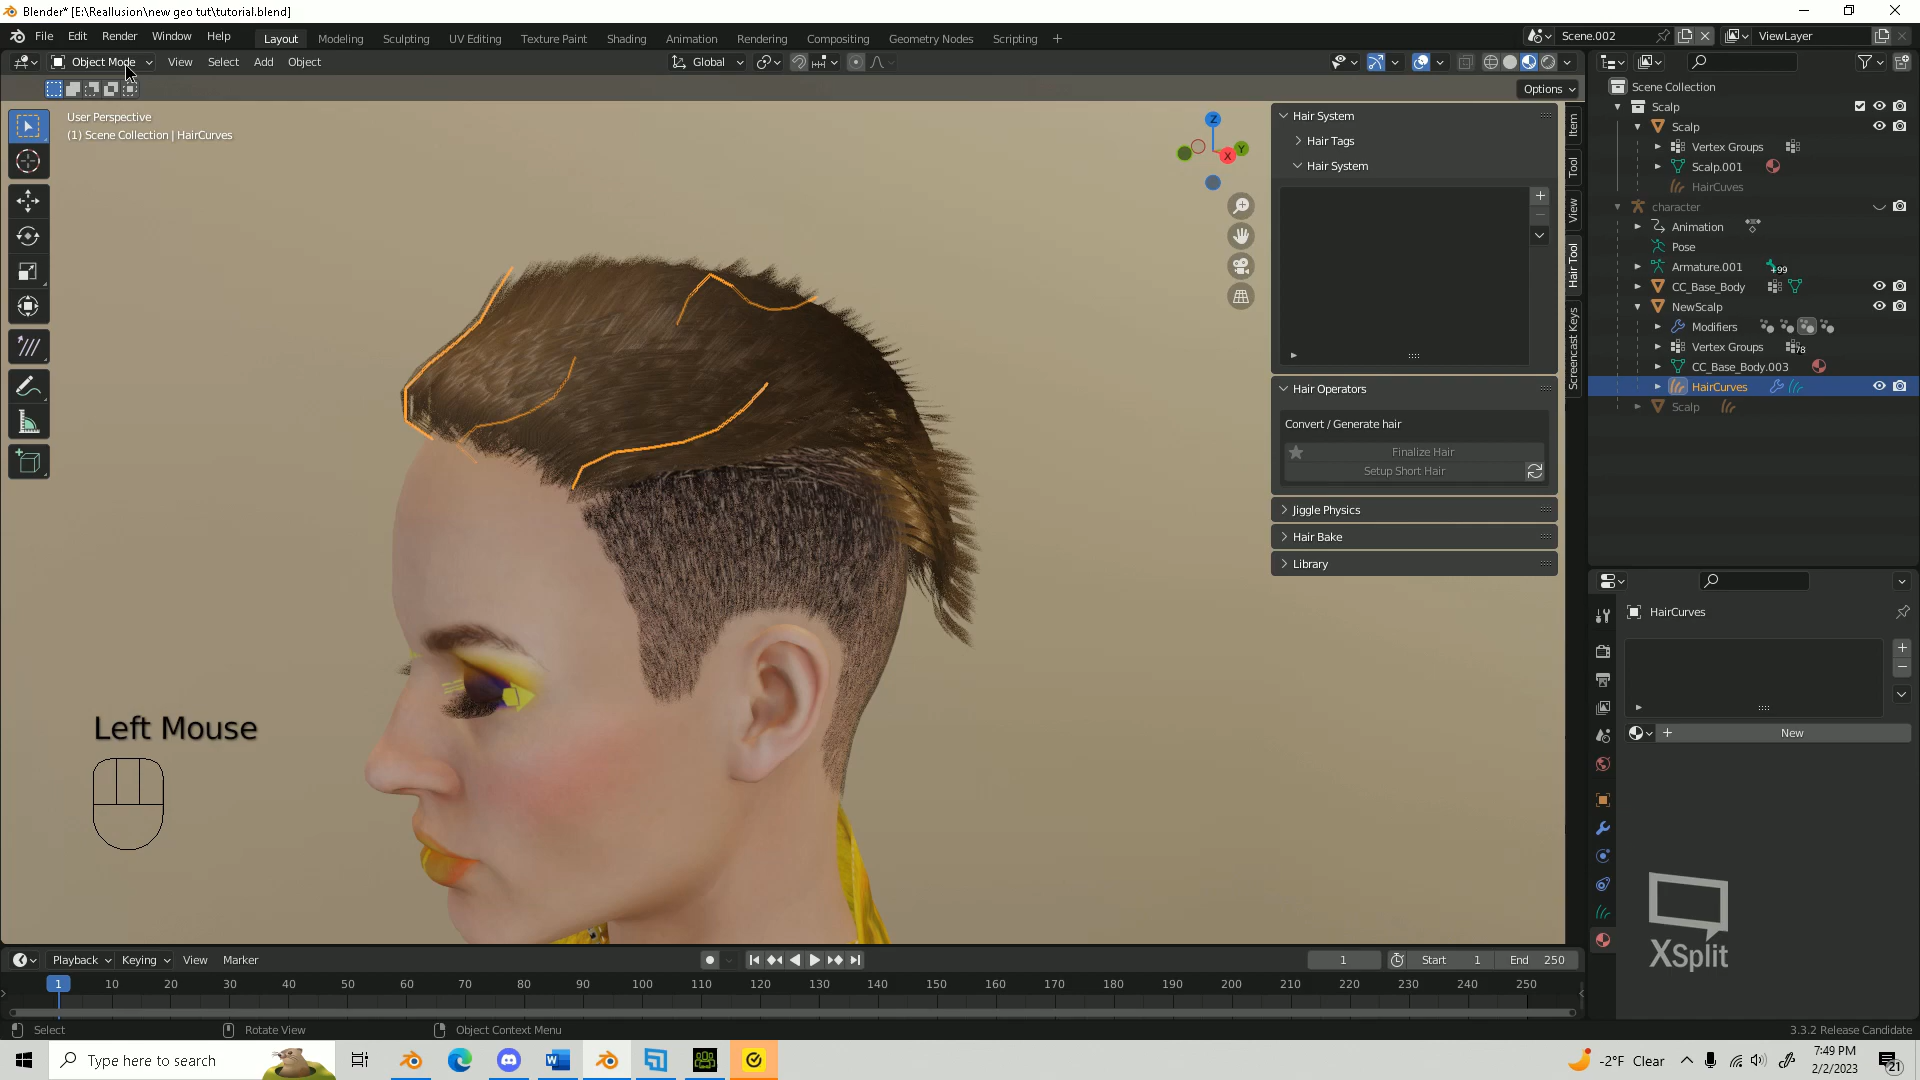 Blender* [E:\Reallusion\new geo tut\tutorial.blend]
File Edit Render Window Help
Layout Modeling Sculpting UV Editing Texture Paint Shading Animation Rendering Compositing Geometry Nodes Scripting +
Scene.002
ViewLayer
Object Mode View Select Add Object
Global
Options
User Perspective
(1) Scene Collection | HairCurves
Z
Y
X
Hair System
Hair Tags
Hair System
Hair Operators
Convert / Generate hair
Finalize Hair
Setup Short Hair
Jiggle Physics
Hair Bake
Library
Item
Tool
View
Hair Tool
Screencast Keys
Scene Collection
Scalp
Scalp
Vertex Groups
Scalp.001
HairCuves
character
Animation
Pose
Armature.001
+99
CC_Base_Body
NewScalp
Modifiers
Vertex Groups
78
CC_Base_Body.003
HairCurves
Scalp
HairCurves
New
Left Mouse
XSplit
Playback Keying View Marker
1
Start 1
End 250
1 10 20 30 40 50 60 70 80 90 100 110 120 130 140 150 160 170 180 190 200 210 220 230 240 250
Select
Rotate View
Object Context Menu
3.3.2 Release Candidate
Type here to search
-2°F Clear
7:49 PM
2/2/2023
21